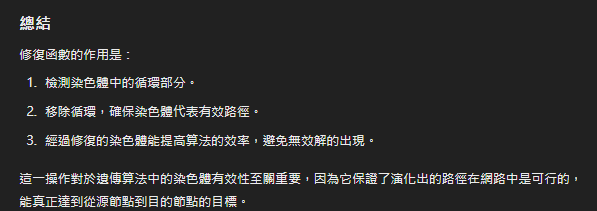 總結
修復函數的作用是：
1. 檢測染色體中的循環部分。
2. 移除循環，確保染色體代表有效路徑。
3. 經過修復的染色體能提高算法的效率，避免無效解的出現。
這一操作對於遺傳算法中的染色體有效性至關重要，因為它保證了演化出的路徑在網路中是可行的，
能真正達到從源節點到目的節點的目標。